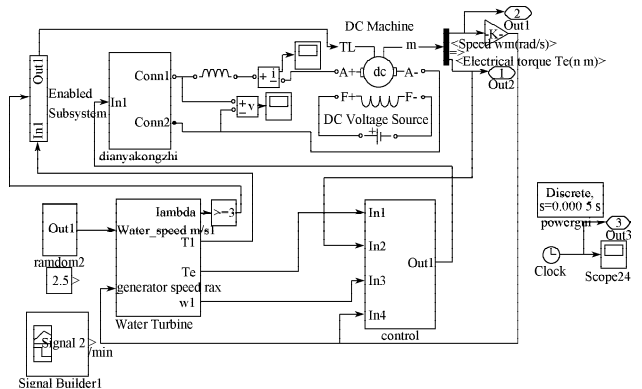 DC Machine
2
Out1
TL
m
-K-
<Speed wm(rad/s)>
=>
<Electrical torque Te(n m)>
1
Out2
Out1
In1
Enabled
Subsystem
Conn1
In1
Conn2
dianyakongzhi
+ i
-
+ v
-
A+
dc
A-
F+
F-
DC Voltage Source
+
lambda
>=3
Out1
Water_speed m/s1
T1
ramdom2
Te
2.5
generator speed rax
w1
Water Turbine
In1
In2
Out1
In3
In4
control
Discrete,
s=0.000 5 s
powergui
3
Out3
Clock
Scope24
Signal 2
/min
Signal Builder1